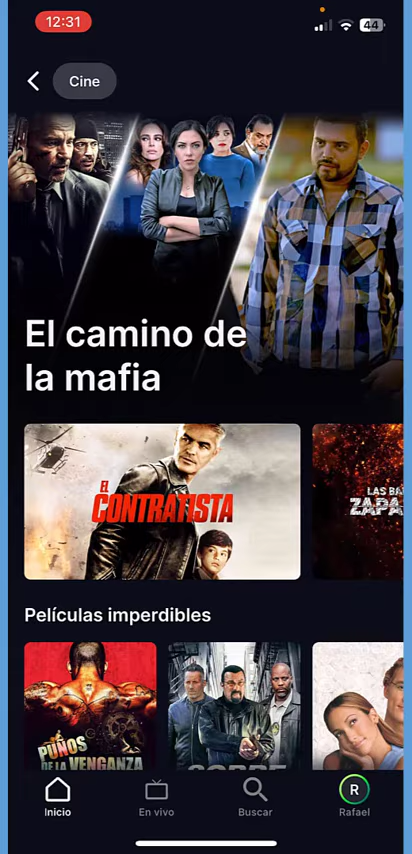 12:31
44
Cine
El camino de
la mafia
EL
CONTRATISTA
LAS BA
ZAPA
Películas imperdibles
PUÑOS
DE LA VENGANZA
Inicio
En vivo
Buscar
R
Rafael